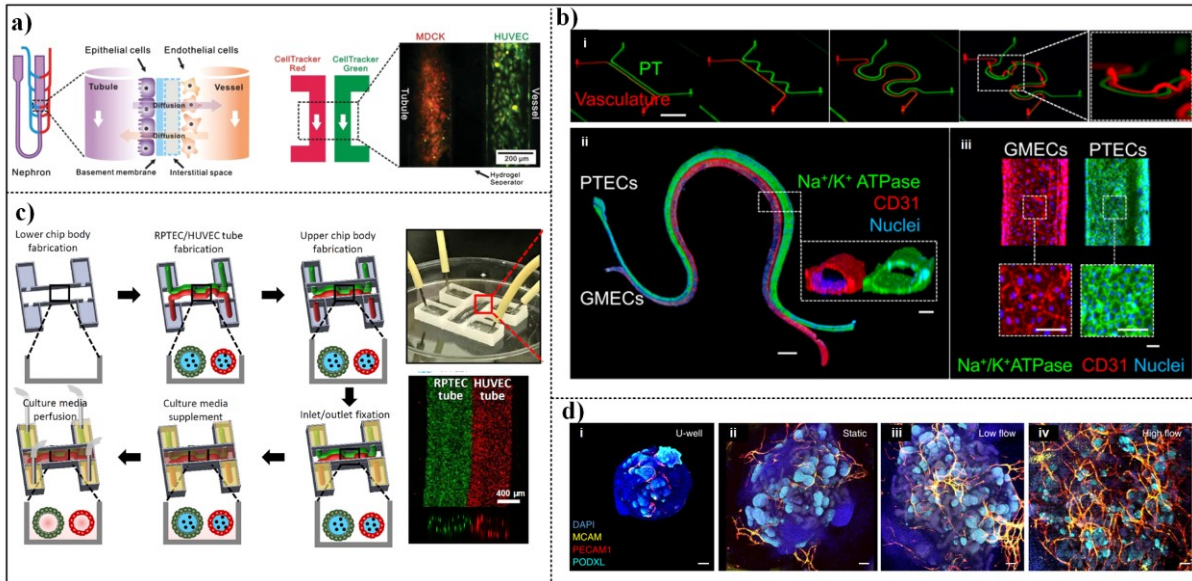 a)
Epithelial cells
Endothelial cells
Tubule
Vessel
Diffusion
Diffusion
Basement membrane
Interstitial space
Nephron
CellTracker
Red
CellTracker
Green
MDCK
HUVEC
Tubule
Vessel
200 µm
Hydrogel
Seperator
b)
i
PT
Vasculature
ii
PTECs
GMECs
Na⁺/K⁺ ATPase
CD31
Nuclei
iii
GMECs
PTECs
Na⁺/K⁺ATPase CD31 Nuclei
c)
Lower chip body
fabrication
RPTEC/HUVEC tube
fabrication
Upper chip body
fabrication
Culture media
perfusion
Culture media
supplement
Inlet/outlet fixation
RPTEC
tube
HUVEC
tube
400 µm
d)
i
U-well
DAPI
MCAM
PECAM1
PODXL
ii
Static
iii
Low flow
iv
High flow